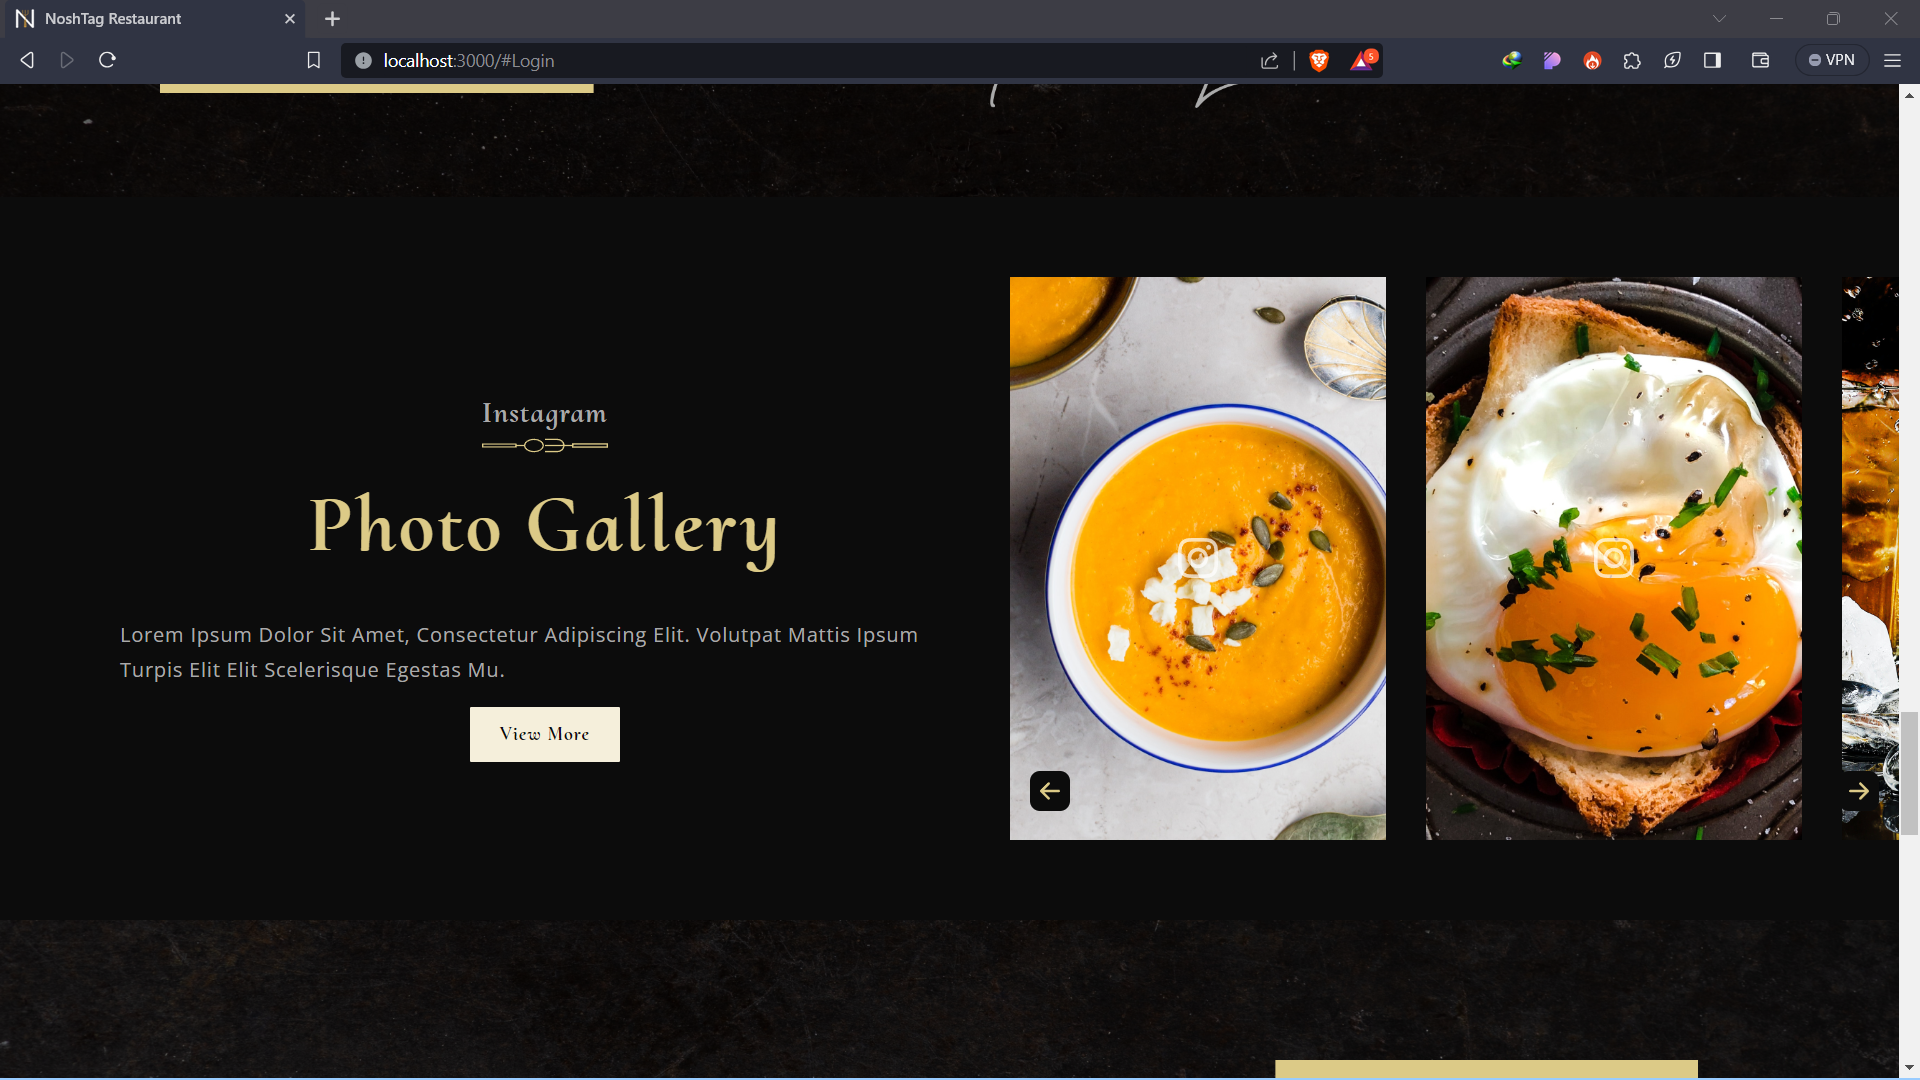 NoshTag Restaurant
localhost:3000/#Login
5
VPN
Instagram
Photo Gallery
Lorem Ipsum Dolor Sit Amet, Consectetur Adipiscing Elit. Volutpat Mattis Ipsum
Turpis Elit Elit Scelerisque Egestas Mu.
View More